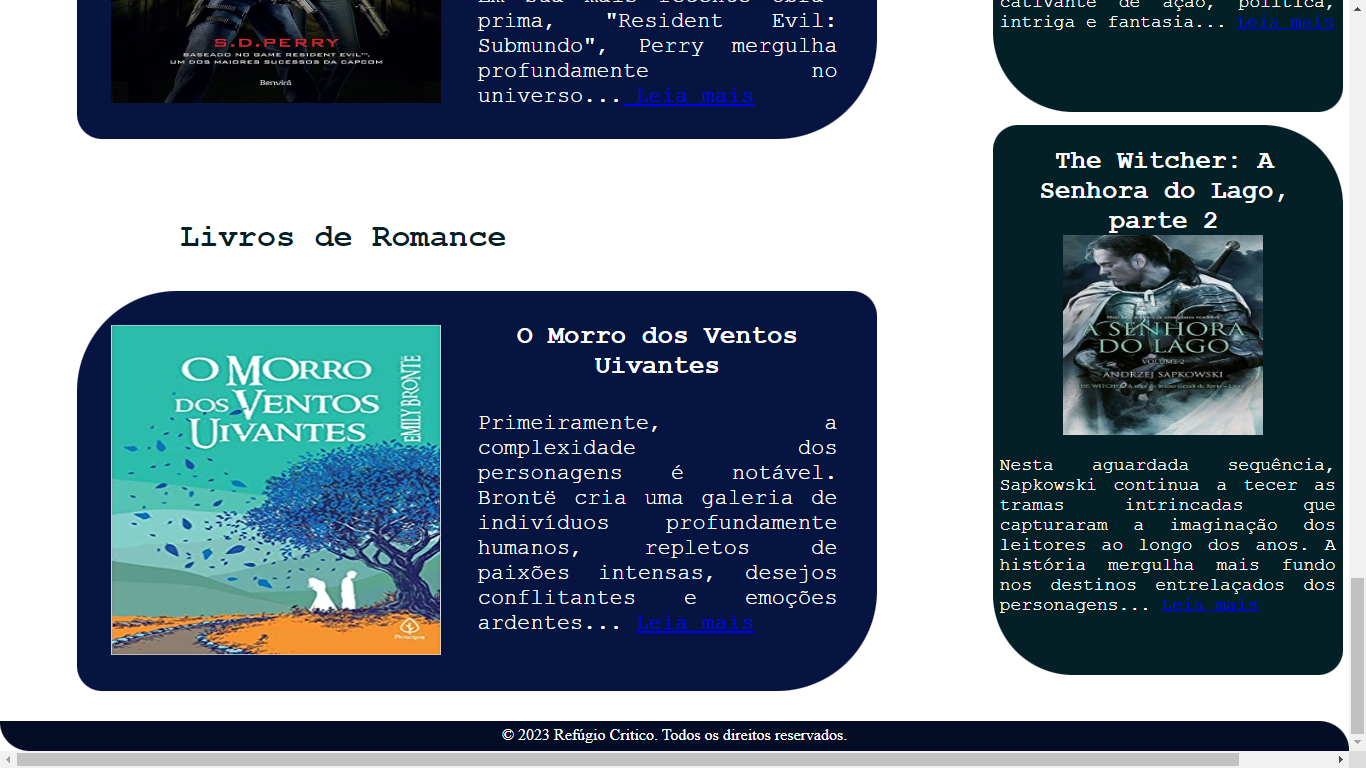 S.D.PERRY
BASEADO NO GAME RESIDENT EVIL™,
UM DOS MAIORES SUCESSOS DA CAPCOM
Benvirá
prima, "Resident Evil:
Submundo", Perry mergulha
profundamente no
universo... Leia mais
Livros de Romance
O MORRO
DOS VENTOS
UIVANTES
EMILY BRONTË
Principis
O Morro dos Ventos
Uivantes
Primeiramente, a
complexidade dos
personagens é notável.
Brontë cria uma galeria de
indivíduos profundamente
humanos, repletos de
paixões intensas, desejos
conflitantes e emoções
ardentes... Leia mais
cativante de ação, política,
intriga e fantasia... Leia mais
The Witcher: A
Senhora do Lago,
parte 2
A SENHORA
DO LAGO
VOLUME 2
ANDRZEJ SAPKOWSKI
Nesta aguardada sequência,
Sapkowski continua a tecer as
tramas intrincadas que
capturaram a imaginação dos
leitores ao longo dos anos. A
história mergulha mais fundo
nos destinos entrelaçados dos
personagens... Leia mais
© 2023 Refúgio Critico. Todos os direitos reservados.